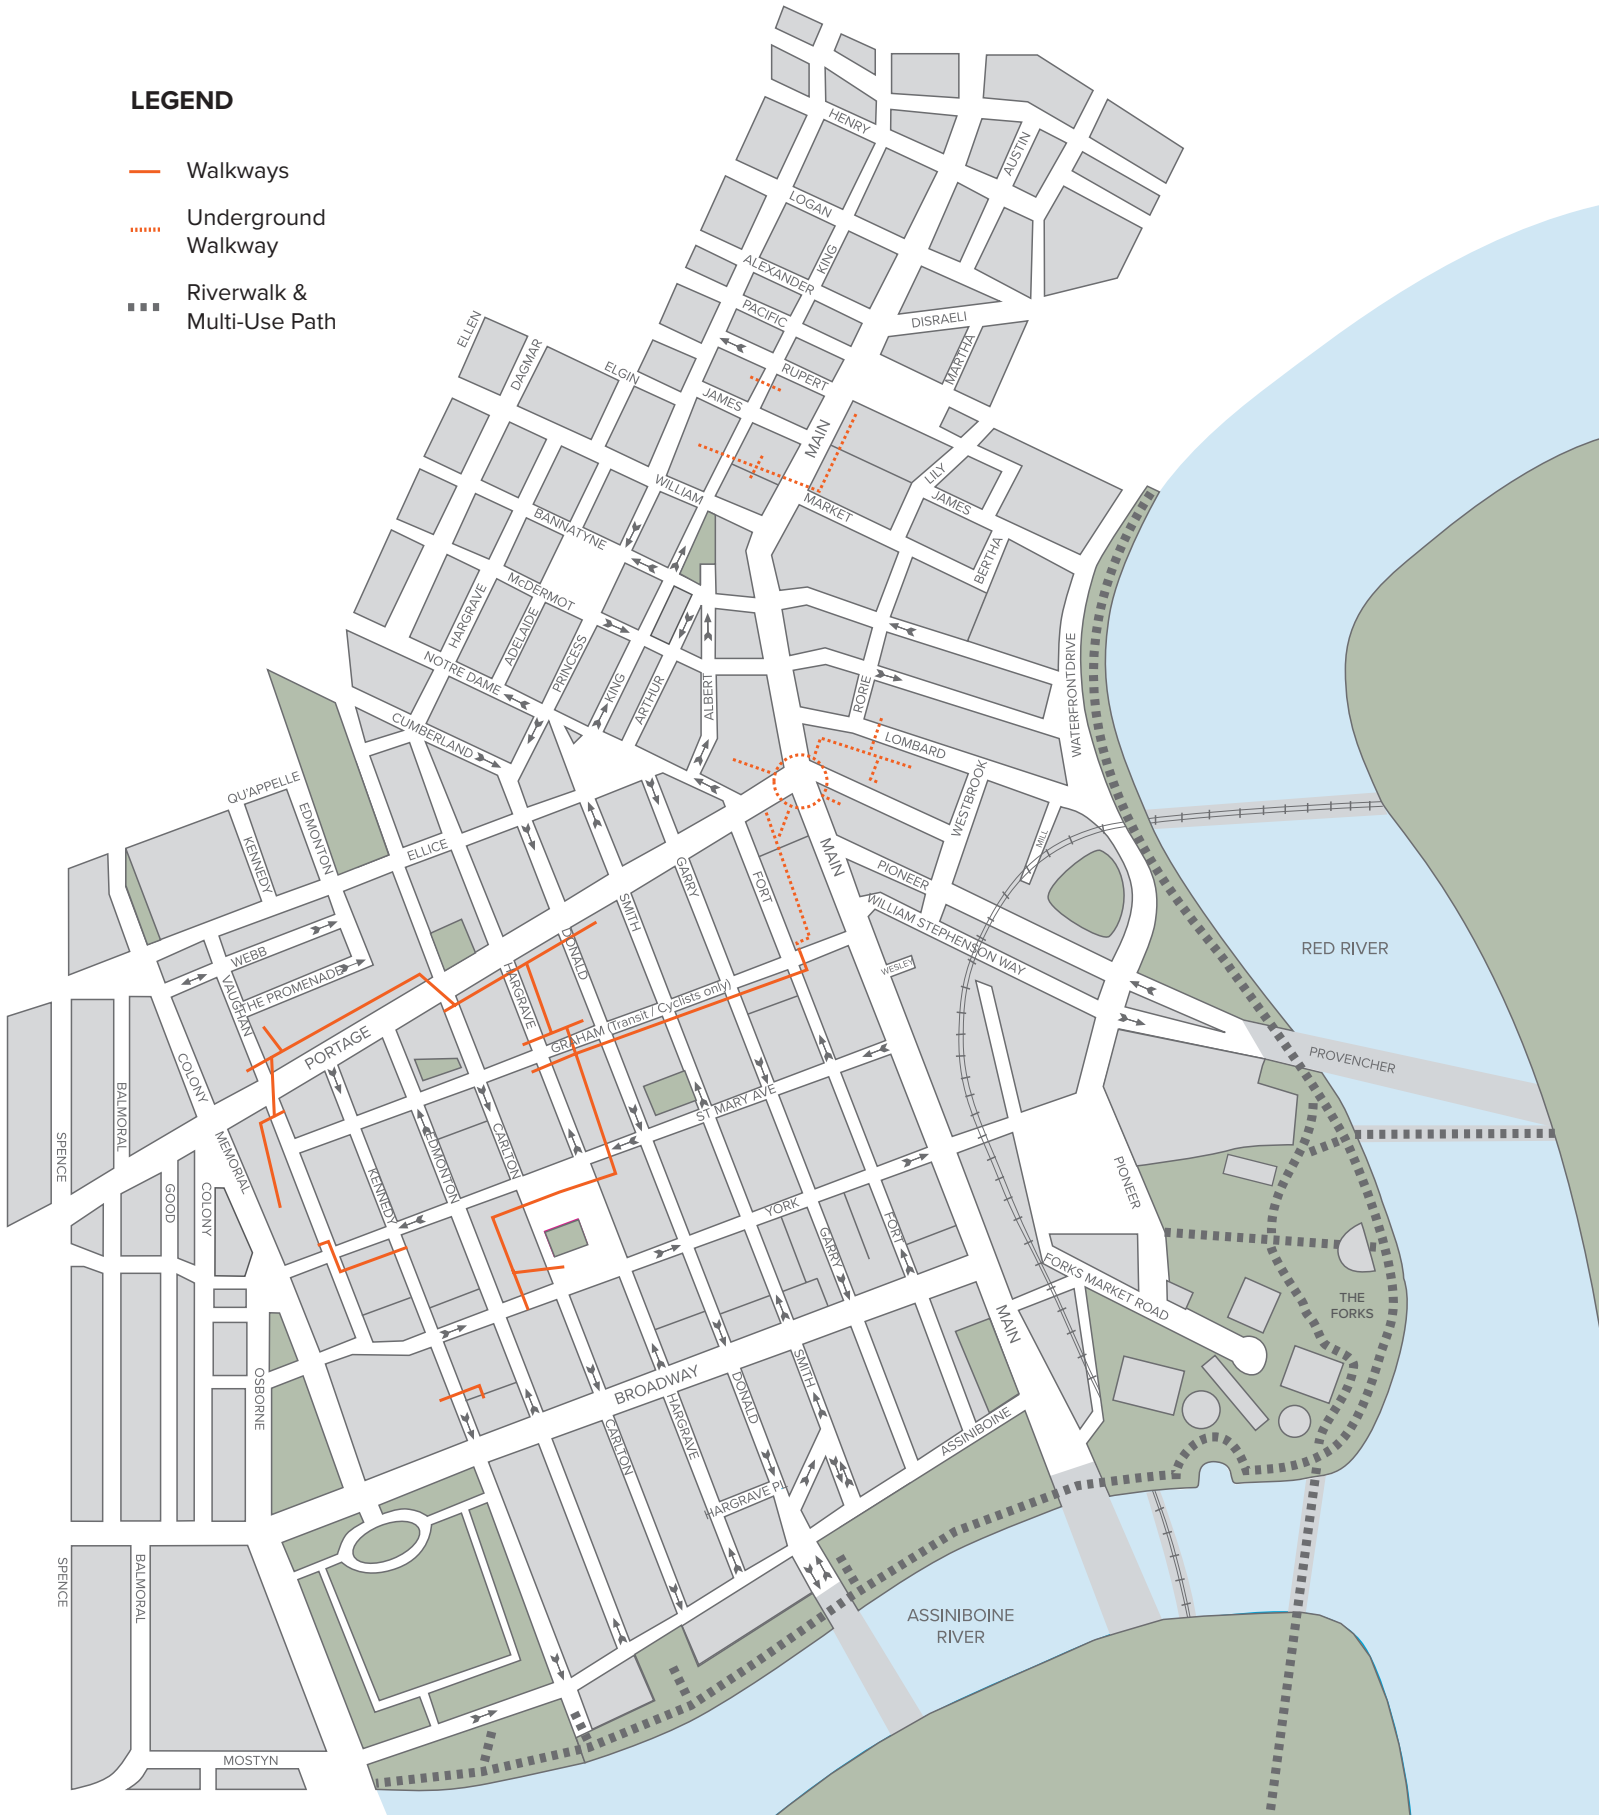 LEGEND
Walkways
Underground
Walkway
Riverwalk &
Multi-Use Path
HENRY
AUSTIN
LOGAN
KING
ALEXANDER
PACIFIC
DISRAELI
MARTHA
ELLEN
DAGMAR
ELGIN
RUPERT
JAMES
MAIN
LILY
WILLIAM
MARKET
JAMES
BANNATYNE
BERTHA
McDERMOT
HARGRAVE
ADELAIDE
PRINCESS
NOTRE DAME
KING
ARTHUR
ALBERT
RORIE
WATERFRONT DRIVE
CUMBERLAND
LOMBARD
QU'APPELLE
EDMONTON
KENNEDY
ELLICE
WESTBROOK
MILL
MAIN
GARRY
FORT
PIONEER
WILLIAM STEPHENSON WAY
SMITH
DONALD
WEBB
THE PROMENADE
VAUGHAN
HARGRAVE
WESLEY
RED RIVER
GRAHAM (Transit / Cyclists only)
PORTAGE
PROVENCHER
COLONY
BALMORAL
SPENCE
ST MARY AVE
MEMORIAL
CARLTON
EDMONTON
KENNEDY
GOOD
COLONY
PIONEER
YORK
GARRY
FORT
FORKS MARKET ROAD
THE
FORKS
MAIN
OSBORNE
BROADWAY
SMITH
DONALD
HARGRAVE
CARLTON
ASSINIBOINE
HARGRAVE PL
SPENCE
BALMORAL
ASSINIBOINE
RIVER
MOSTYN